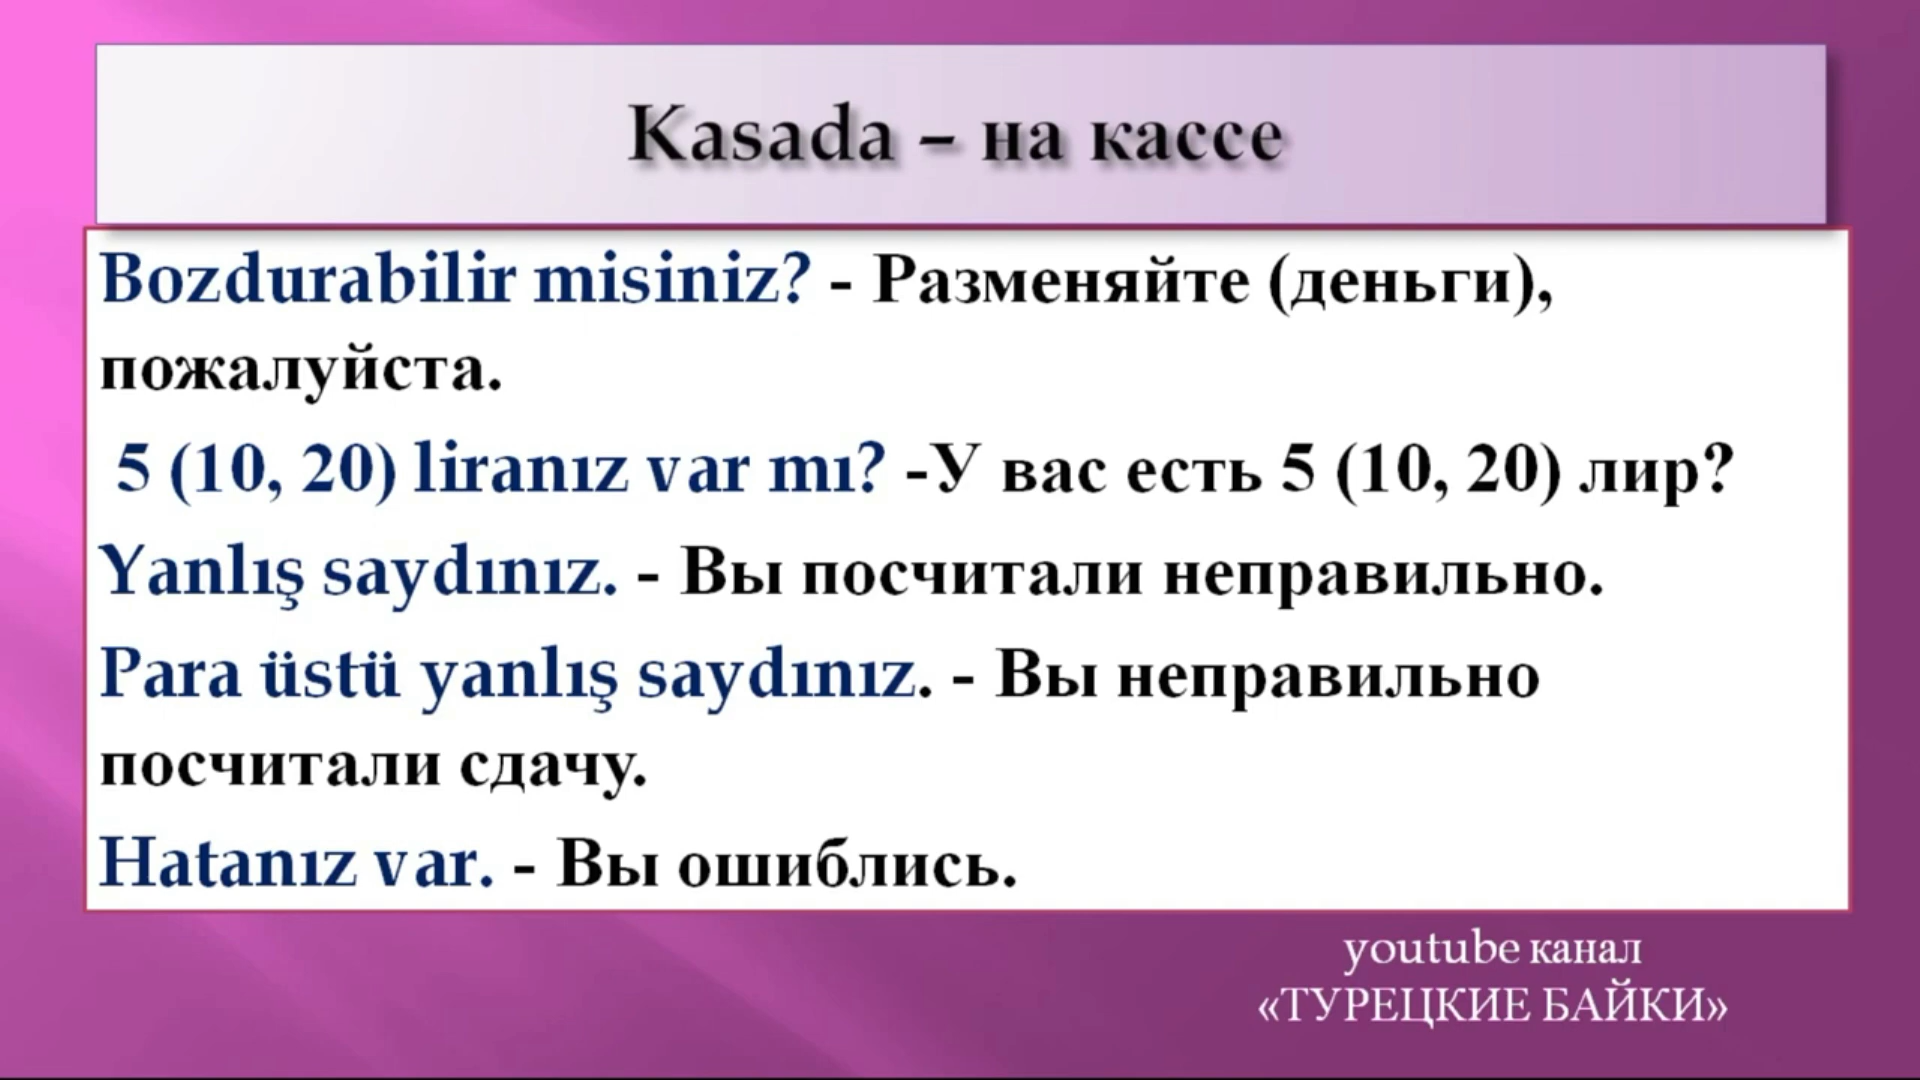 Kasada – на кассе
Bozdurabilir misiniz? - Разменяйте (деньги),
пожалуйста.
5 (10, 20) liranız var mı? -У вас есть 5 (10, 20) лир?
Yanlış saydınız. - Вы посчитали неправильно.
Para üstü yanlış saydınız. - Вы неправильно
посчитали сдачу.
Hatanız var. - Вы ошиблись.
youtube канал
«ТУРЕЦКИЕ БАЙКИ»